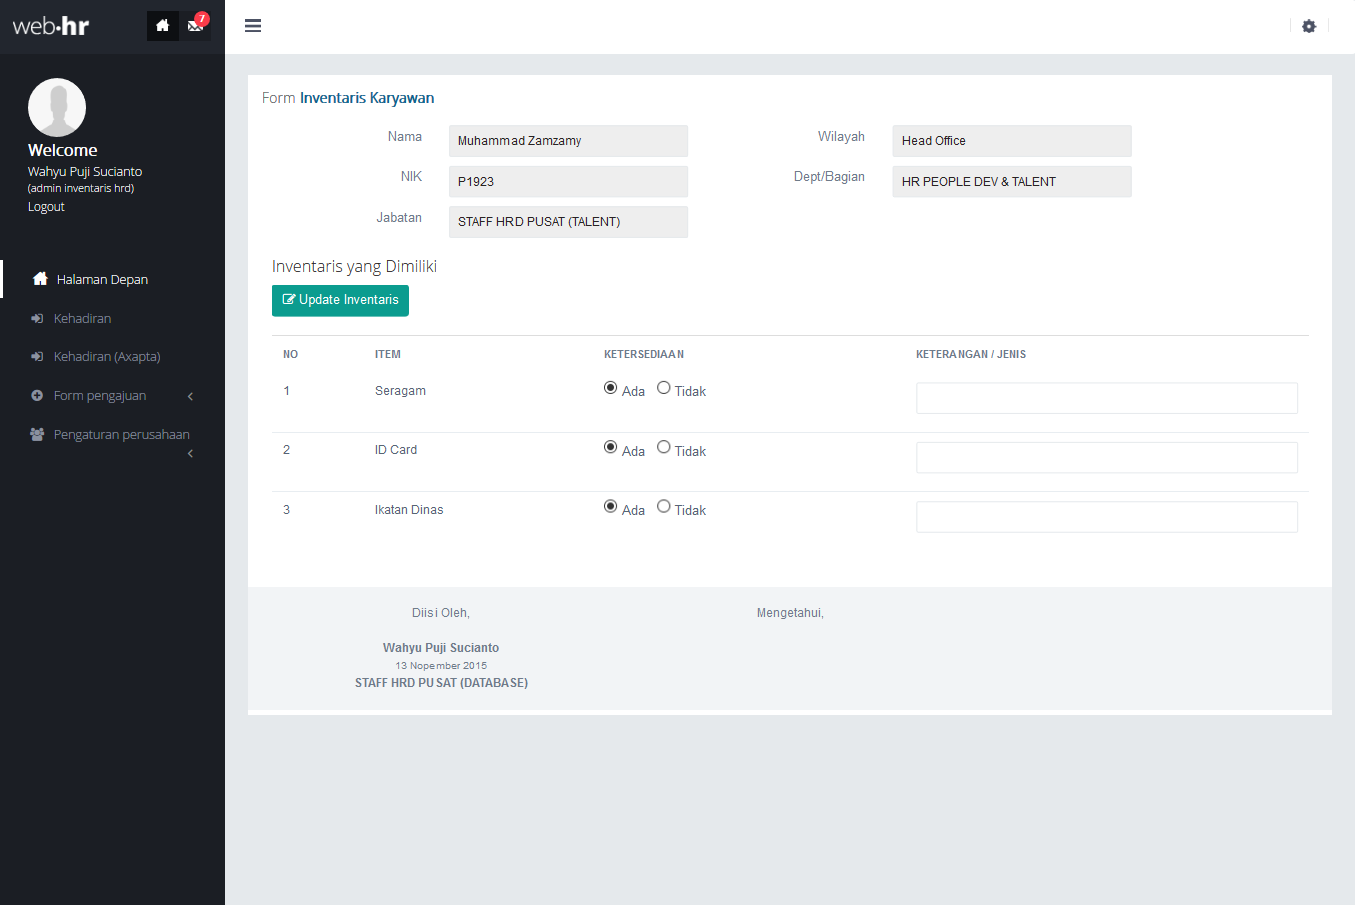 web·hr
7
Welcome
Wahyu Puji Sucianto
(admin inventaris hrd)
Logout
Halaman Depan
Kehadiran
Kehadiran (Axapta)
Form pengajuan
Pengaturan perusahaan
Form Inventaris Karyawan
Nama Muhammad Zamzamy Wilayah Head Office
NIK P1923 Dept/Bagian HR PEOPLE DEV & TALENT
Jabatan STAFF HRD PUSAT (TALENT)
Inventaris yang Dimiliki
Update Inventaris
NO ITEM KETERSEDIAAN KETERANGAN / JENIS
1 Seragam Ada Tidak
2 ID Card Ada Tidak
3 Ikatan Dinas Ada Tidak
Diisi Oleh, Mengetahui,
Wahyu Puji Sucianto
13 Nopember 2015
STAFF HRD PUSAT (DATABASE)